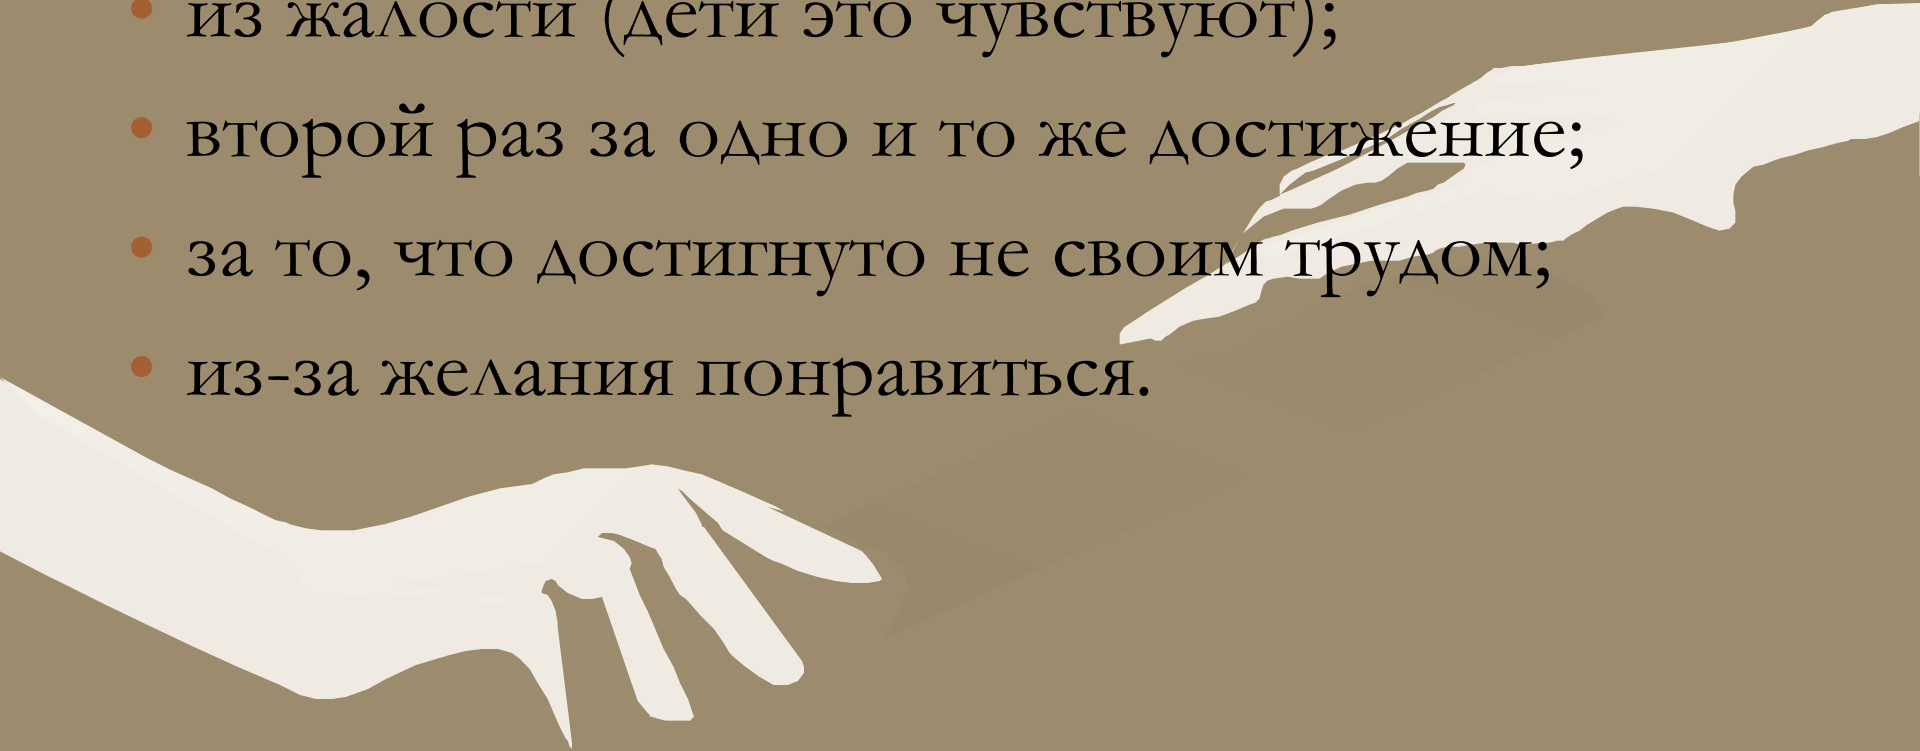 • из жалости (дети это чувствуют);
• второй раз за одно и то же достижение;
• за то, что достигнуто не своим трудом;
• из-за желания понравиться.